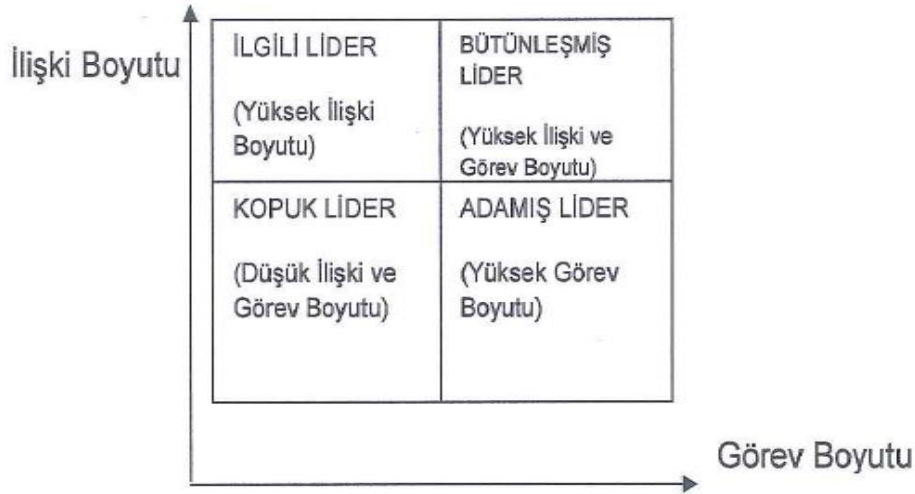 İlişki Boyutu
İLGİLİ LİDER
(Yüksek İlişki
Boyutu)
BÜTÜNLEŞMİŞ
LİDER
(Yüksek İlişki ve
Görev Boyutu)
KOPUK LİDER
(Düşük İlişki ve
Görev Boyutu)
ADAMIŞ LİDER
(Yüksek Görev
Boyutu)
Görev Boyutu